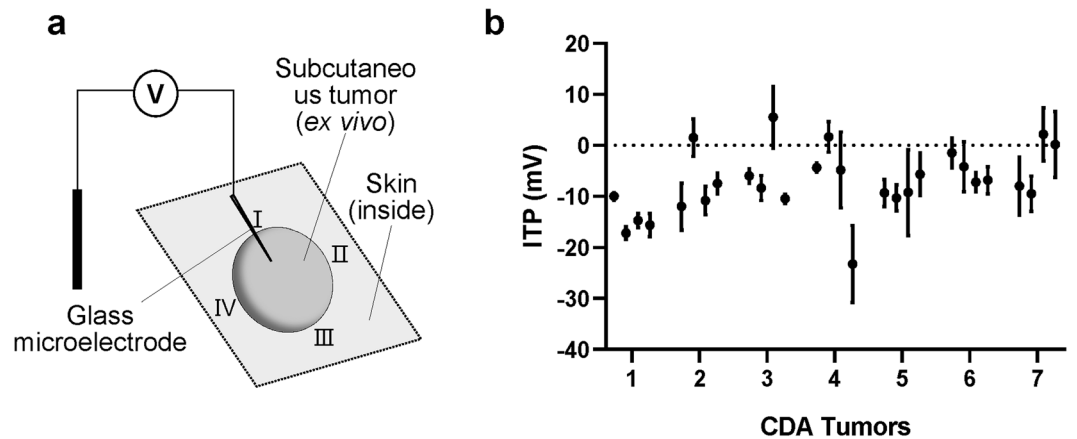 a
V
Subcutaneo
us tumor
(ex vivo)
Skin
(inside)
I
II
III
IV
Glass
microelectrode
b
ITP (mV)
20
10
0
-10
-20
-30
-40
1 2 3 4 5 6 7
CDA Tumors